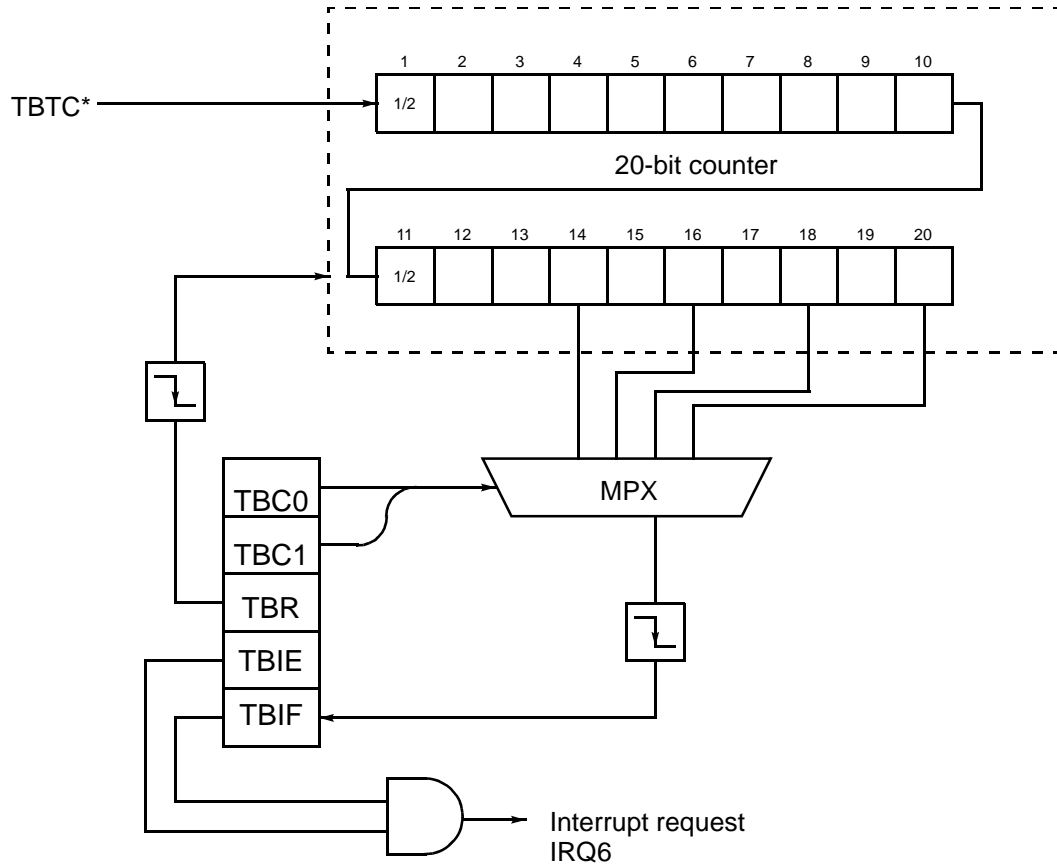 1 2 3 4 5 6 7 8 9 10
TBTC*
1/2
20-bit counter
11 12 13 14 15 16 17 18 19 20
1/2
TBC0
MPX
TBC1
TBR
TBIE
TBIF
Interrupt request
IRQ6